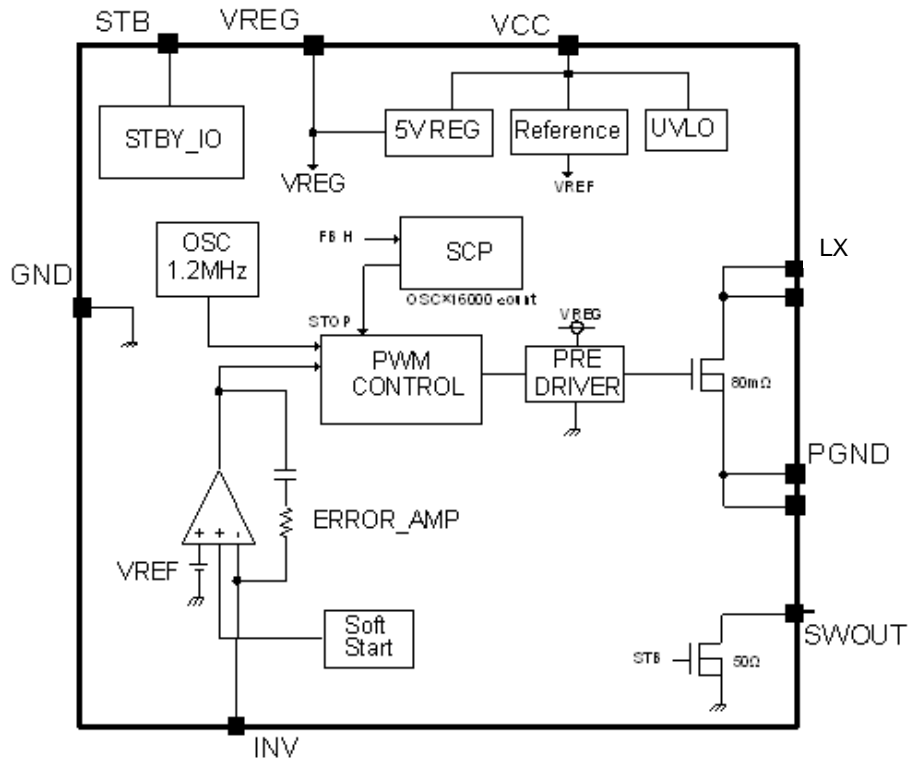 STB
VREG
VCC
STBY_IO
5VREG
Reference
UVLO
VREG
VREF
OSC
1.2MHz
FB H
SCP
OSC×16000 count
LX
GND
STOP
VREG
PWM
CONTROL
PRE
DRIVER
80mΩ
PGND
+ + -
ERROR_AMP
VREF
Soft
Start
SWOUT
STB
50Ω
INV